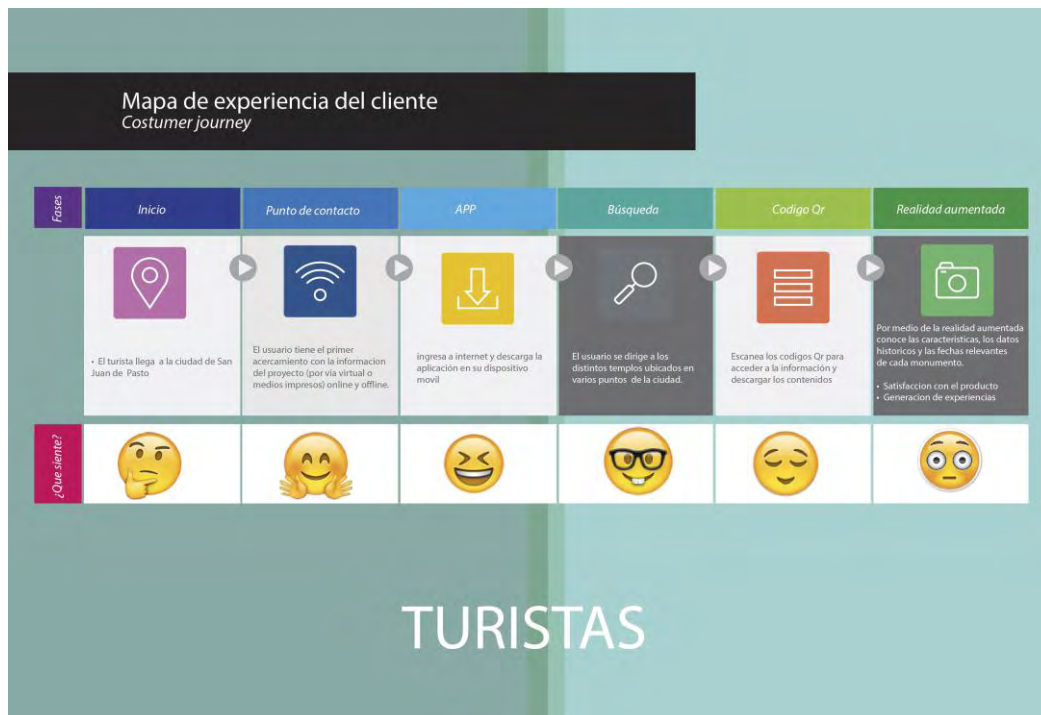 Mapa de experiencia del cliente
Costumer journey
Fases
Inicio
Punto de contacto
APP
Búsqueda
Codigo Qr
Realidad aumentada
• El turista llega a la ciudad de San
Juan de Pasto
El usuario tiene el primer
acercamiento con la informacion
del proyecto (por via virtual o
medios impresos) online y offline.
ingresa a internet y descarga la
aplicación en su dispositivo
movil
El usuario se dirige a los
distintos templos ubicados en
varios puntos de la ciudad.
Escanea los codigos Qr para
acceder a la información y
descargar los contenidos
Por medio de la realidad aumentada
conoce las caracteristicas, los datos
historicos y las fechas relevantes
de cada monumento.
• Satisfaccion con el producto
• Generacion de experiencias
¿Que siente?
TURISTAS